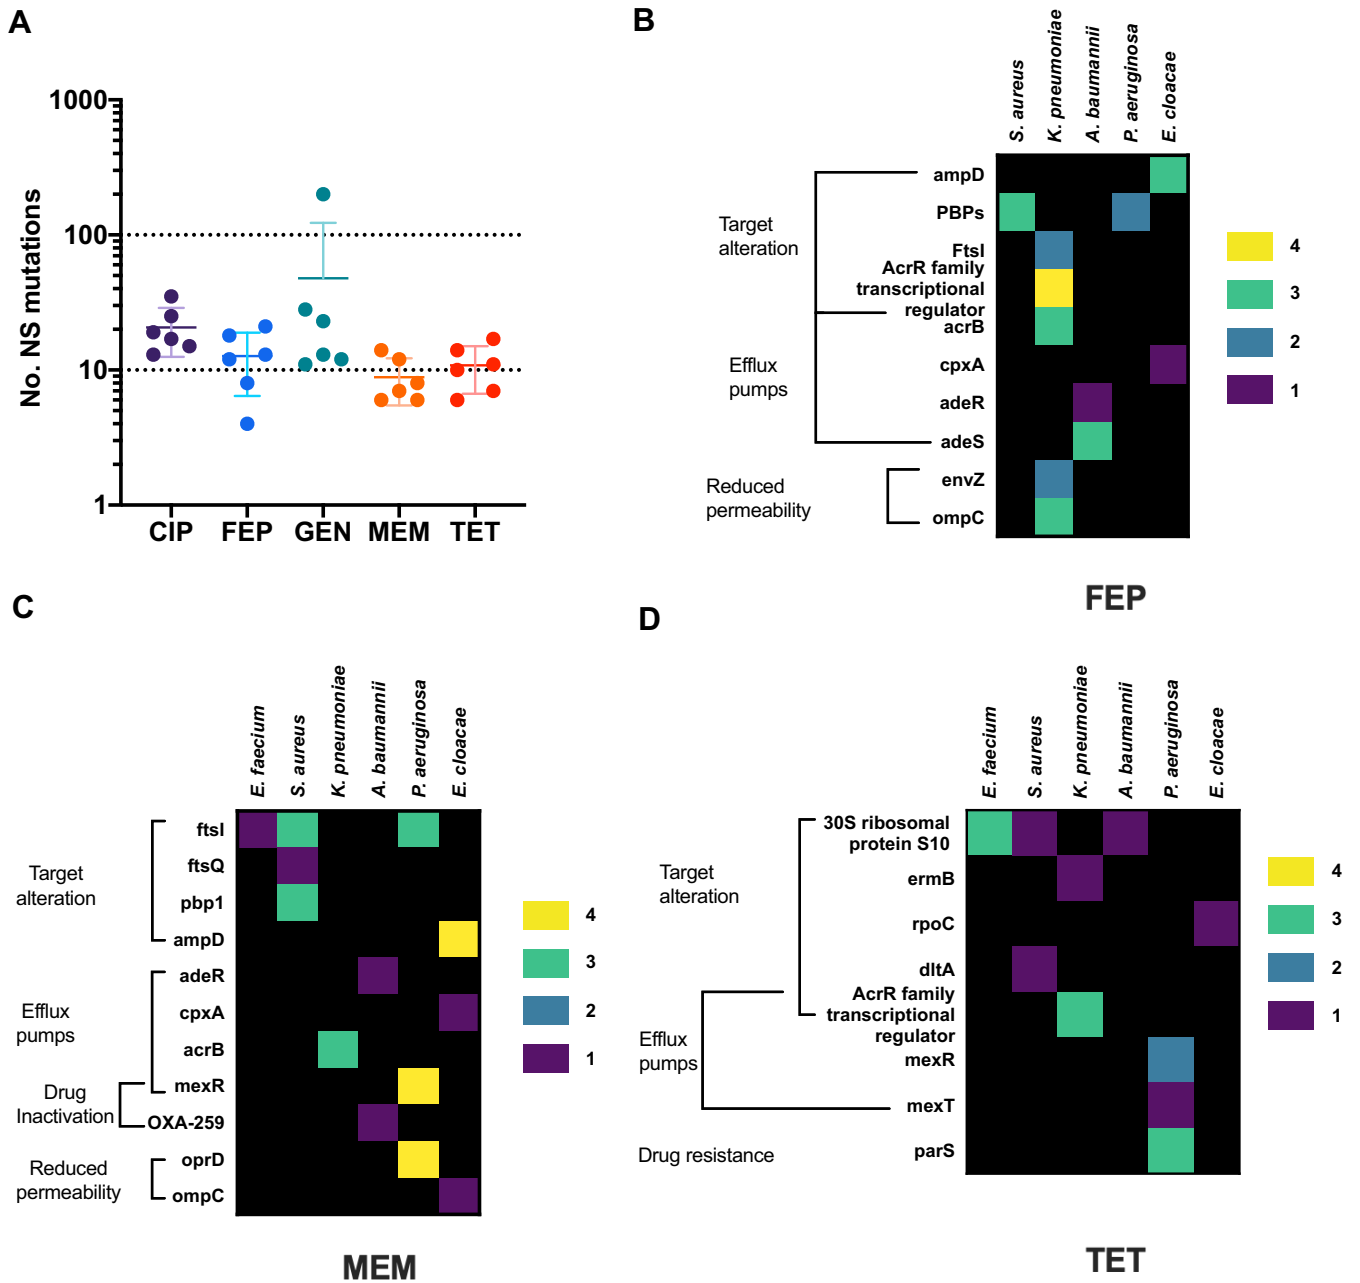 A
1000
100
10
1
No. NS mutations
CIP
FEP
GEN
MEM
TET
B
S. aureus
K. pneumoniae
A. baumannii
P. aeruginosa
E. cloacae
Target
alteration
Efflux
pumps
Reduced
permeability
ampD
PBPs
FtsI
AcrR family
transcriptional
regulator
acrB
cpxA
adeR
adeS
envZ
ompC
4
3
2
1
FEP
C
E. faecium
S. aureus
K. pneumoniae
A. baumannii
P. aeruginosa
E. cloacae
Target
alteration
Efflux
pumps
Drug
Inactivation
Reduced
permeability
ftsI
ftsQ
pbp1
ampD
adeR
cpxA
acrB
mexR
OXA-259
oprD
ompC
4
3
2
1
MEM
D
E. faecium
S. aureus
K. pneumoniae
A. baumannii
P. aeruginosa
E. cloacae
Target
alteration
Efflux
pumps
Drug resistance
30S ribosomal
protein S10
ermB
rpoC
dltA
AcrR family
transcriptional
regulator
mexR
mexT
parS
4
3
2
1
TET